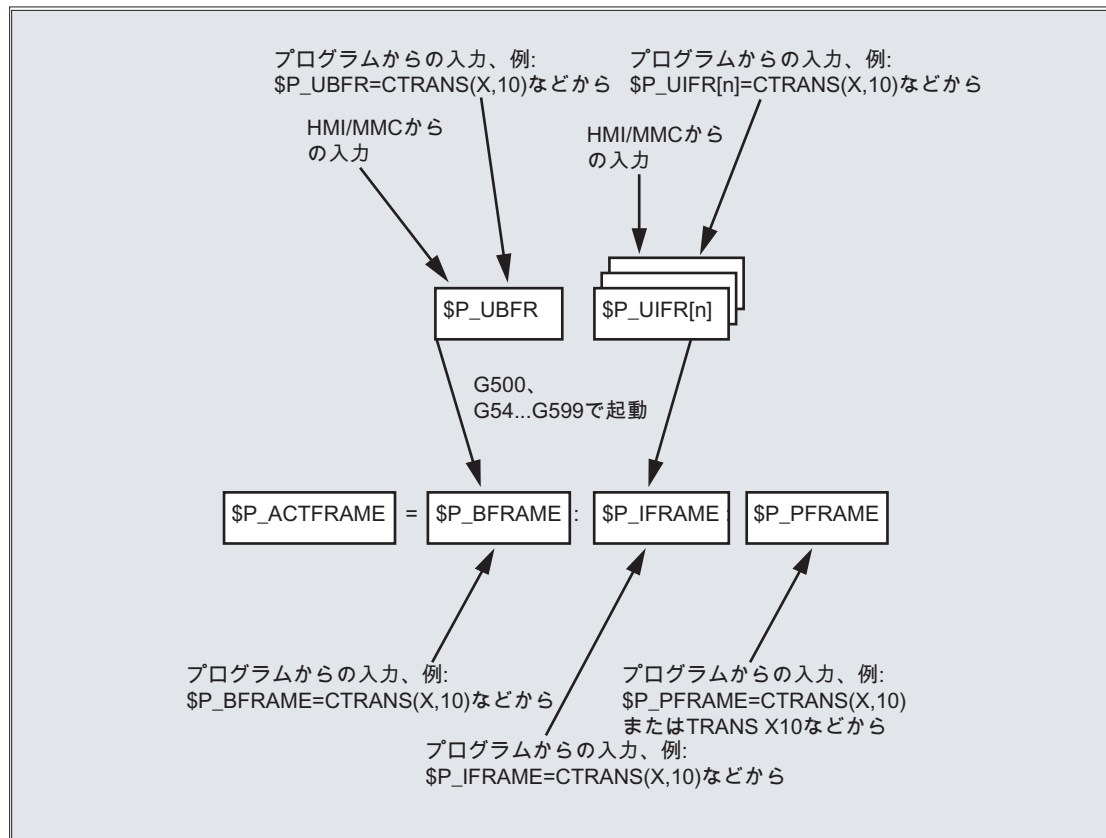 プログラムからの入力、例:
$P_UBFR=CTRANS(X,10)などから
プログラムからの入力、例:
$P_UIFR[n]=CTRANS(X,10)などから
HMI/MMCから
の入力
HMI/MMCから
の入力
$P_UBFR
$P_UIFR[n]
G500、
G54...G599で起動
$P_ACTFRAME = $P_BFRAME : $P_IFRAME : $P_PFRAME
プログラムからの入力、例:
$P_BFRAME=CTRANS(X,10)などから
プログラムからの入力、例:
$P_PFRAME=CTRANS(X,10)
またはTRANS X10などから
プログラムからの入力、例:
$P_IFRAME=CTRANS(X,10)などから